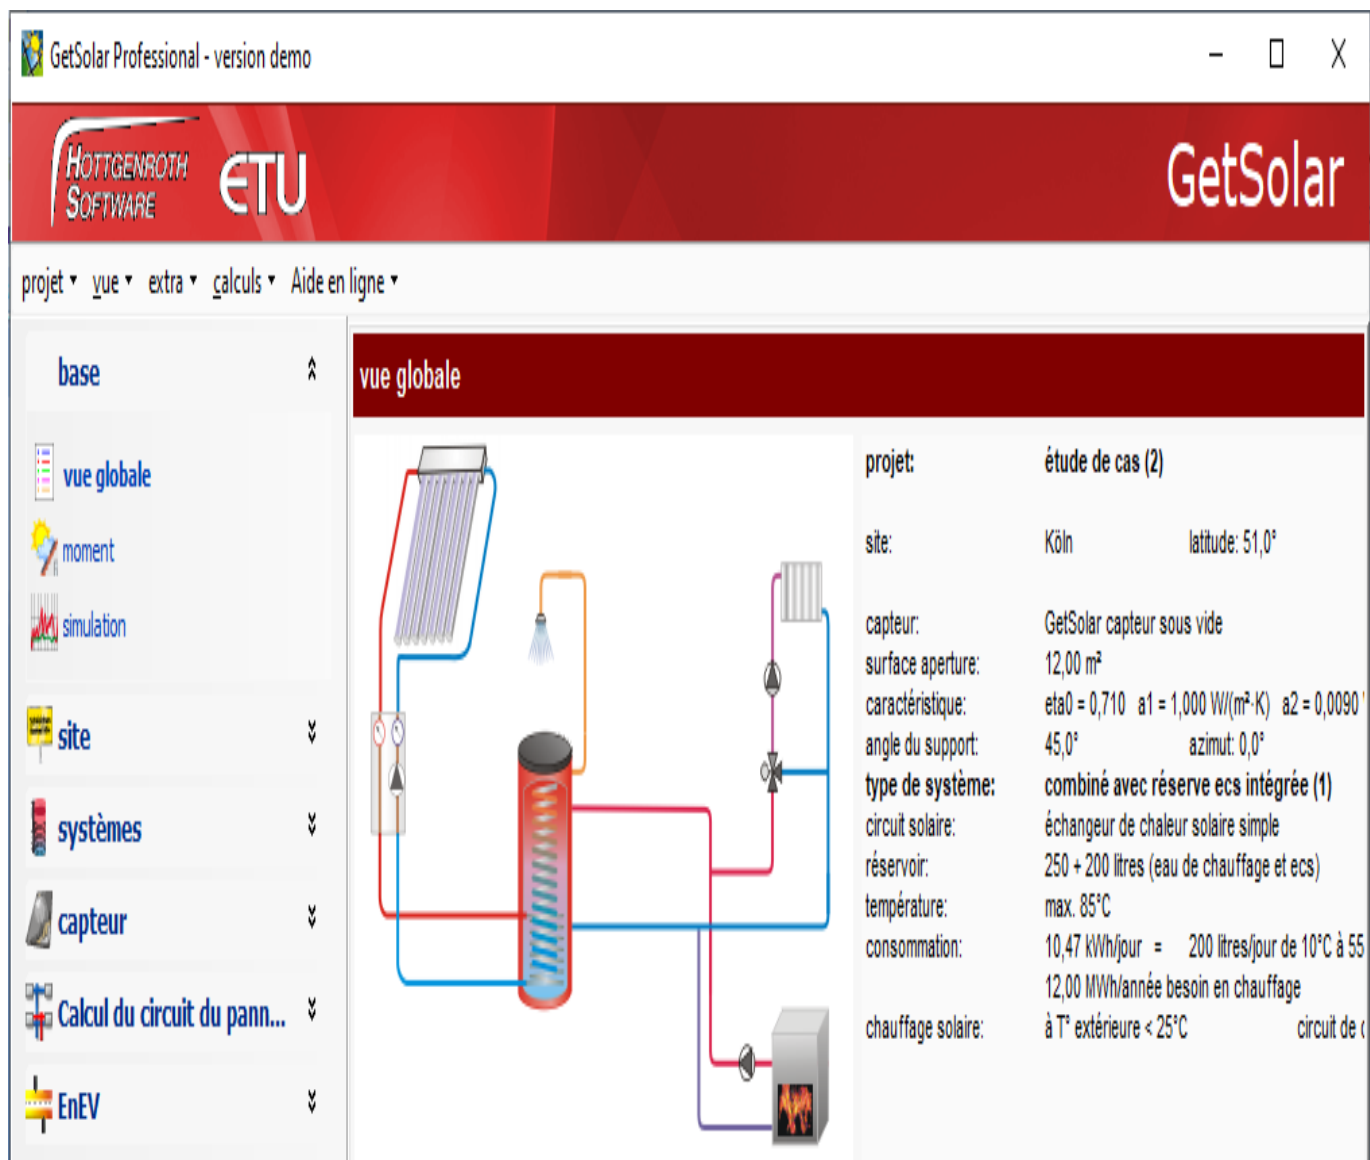 GetSolar Professional - version demo
HOTTGENROTH
SOFTWARE
ETU
GetSolar
projet vue extra calculs Aide en ligne
base
vue globale
moment
simulation
site
systèmes
capteur
Calcul du circuit du pann...
EnEV
vue globale
projet: étude de cas (2)
site: Köln latitude: 51,0°
capteur: GetSolar capteur sous vide
surface aperture: 12,00 m²
caractéristique: eta0 = 0,710 a1 = 1,000 W/(m²·K) a2 = 0,0090
angle du support: 45,0° azimut: 0,0°
type de système: combiné avec réserve ecs intégrée (1)
circuit solaire: échangeur de chaleur solaire simple
réservoir: 250 + 200 litres (eau de chauffage et ecs)
température: max. 85°C
consommation: 10,47 kWh/jour = 200 litres/jour de 10°C à 55
12,00 MWh/année besoin en chauffage
chauffage solaire: à T° extérieure < 25°C circuit de